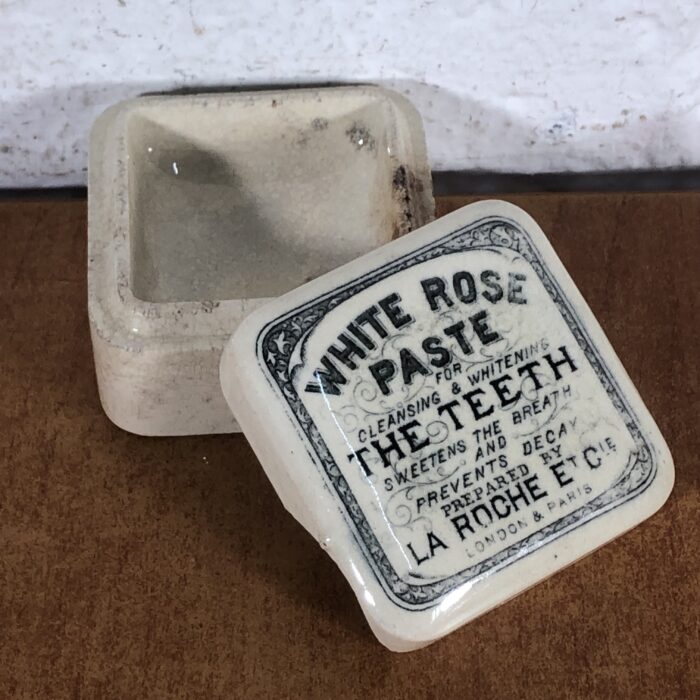 WHITE ROSE
PASTE
FOR
CLEANSING & WHITENING
THE TEETH
SWEETENS THE BREATH
AND
PREVENTS DECAY
PREPARED BY
LA ROCHE ET CIE
LONDON & PARIS